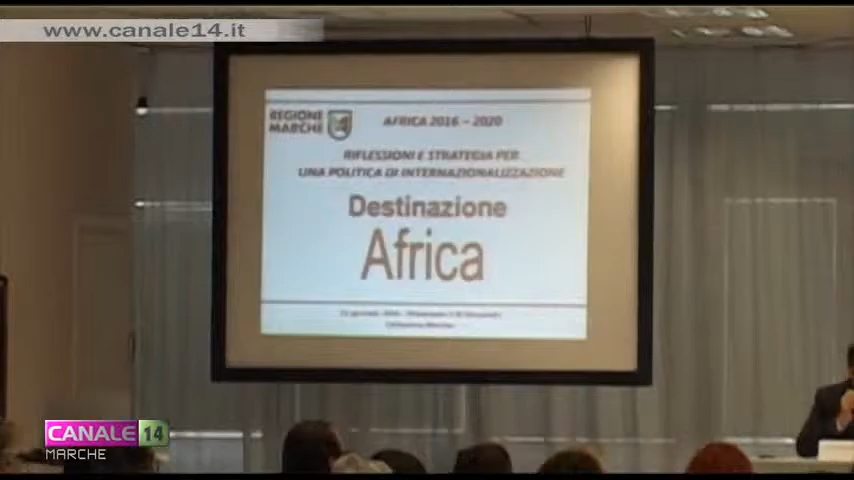 www.canale14.it
REGIONE
MARCHE
AFRICA 2016 – 2020
RIFLESSIONI E STRATEGIA PER
UNA POLITICA DI INTERNAZIONALIZZAZIONE
Destinazione
Africa
CANALE 14
MARCHE